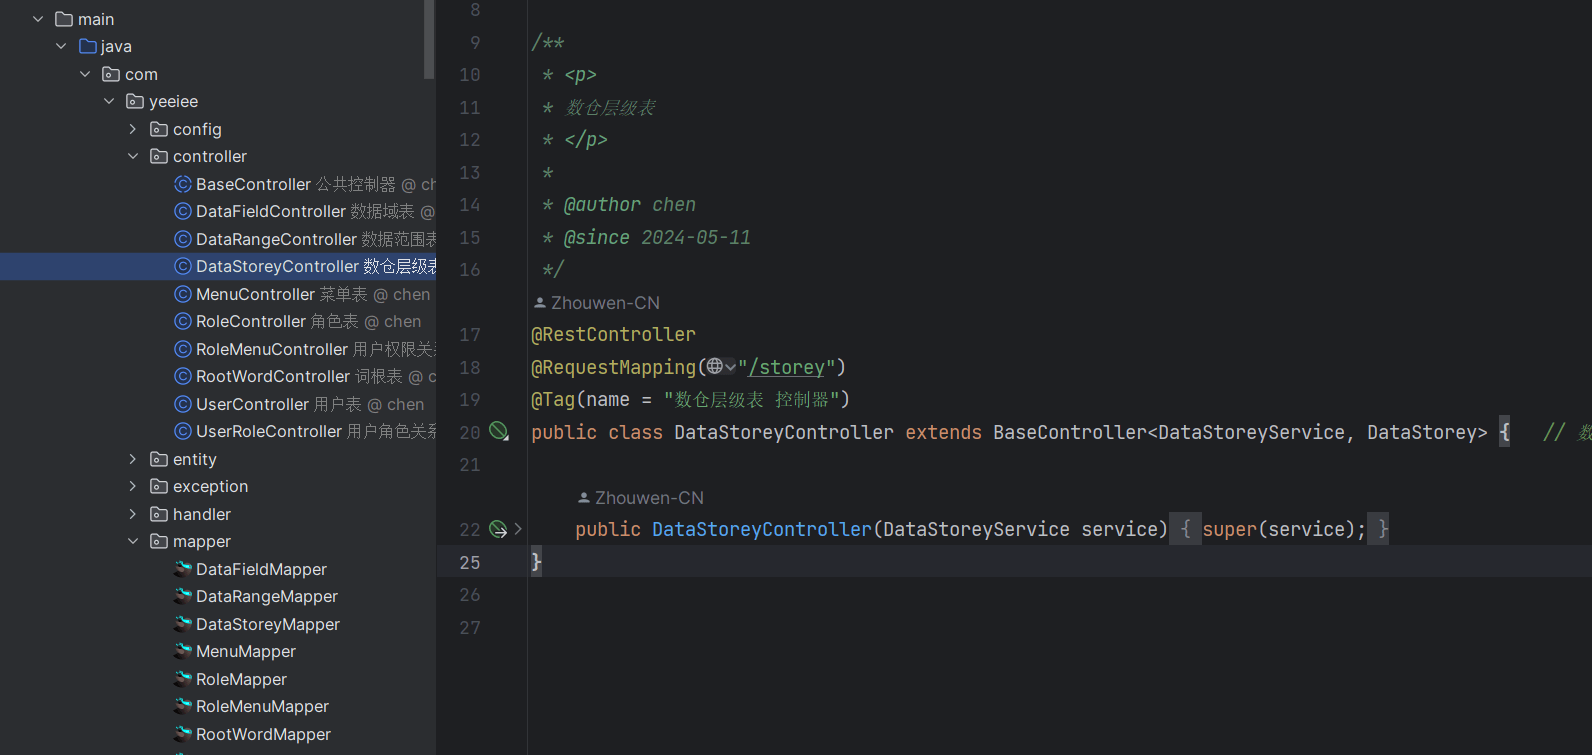 main
java
com
yeeiee
config
controller
BaseController 公共控制器 @ ch
DataFieldController 数据域表 @
DataRangeController 数据范围表
DataStoreyController 数仓层级表
MenuController 菜单表 @ chen
RoleController 角色表 @ chen
RoleMenuController 用户权限关系
RootWordController 词根表 @ c
UserController 用户表 @ chen
UserRoleController 用户角色关系
entity
exception
handler
mapper
DataFieldMapper
DataRangeMapper
DataStoreyMapper
MenuMapper
RoleMapper
RoleMenuMapper
RootWordMapper
8
9 /**
10 * <p>
11 * 数仓层级表
12 * </p>
13 *
14 * @author chen
15 * @since 2024-05-11
16 */
Zhouwen-CN
17 @RestController
18 @RequestMapping("/storey")
19 @Tag(name = "数仓层级表 控制器")
20 public class DataStoreyController extends BaseController<DataStoreyService, DataStorey> { // 数
21
Zhouwen-CN
22 public DataStoreyController(DataStoreyService service) { super(service); }
25 }
26
27